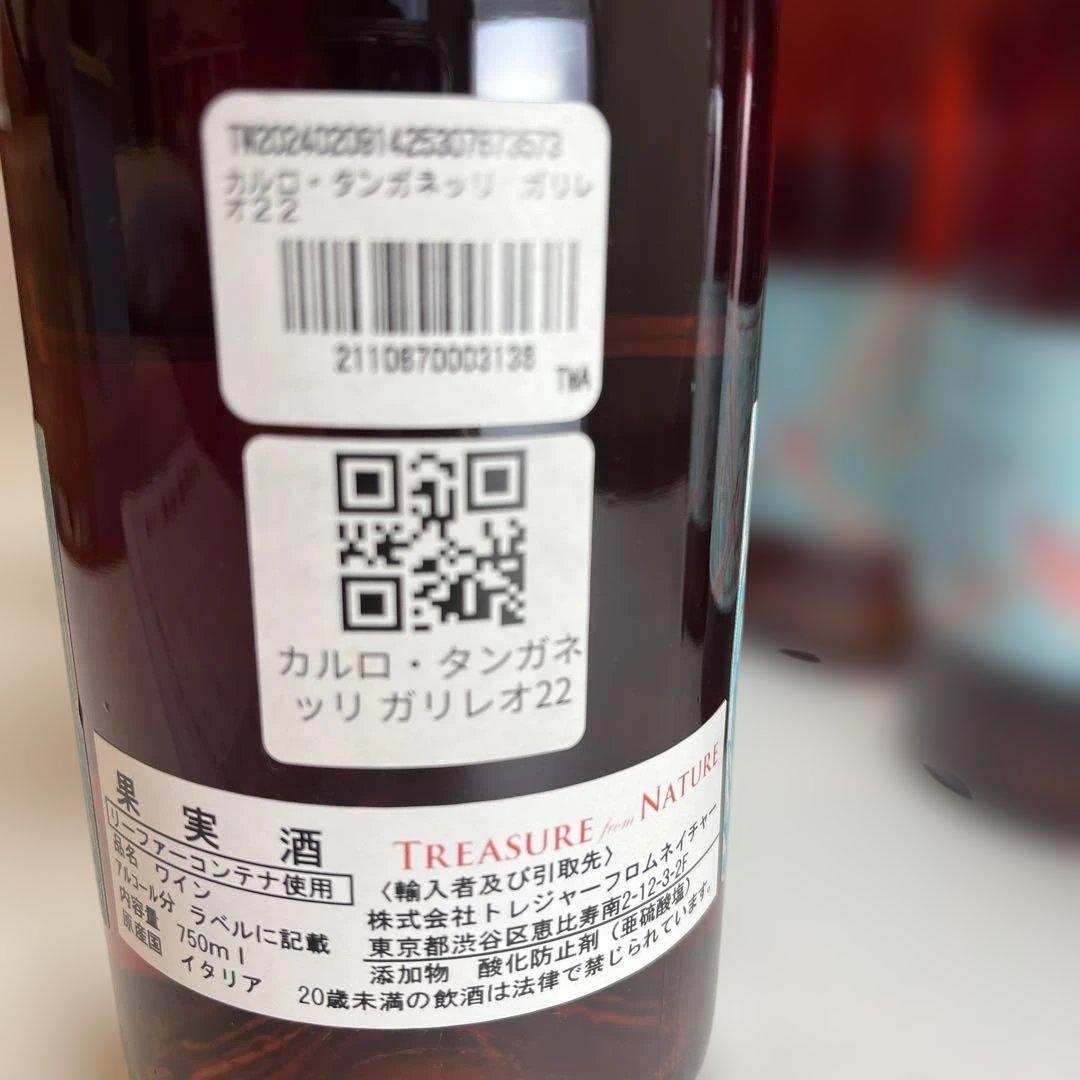 TW20240209142530767357​3
カルロ・タンガネッリ ガリレ
オ22
2110670003138
TWA
カルロ・タンガネ
ッリ ガリレオ22
果実酒
リーファーコンテナ使用
品名 ワイン
アルコール分 ラベルに記載
内容量 750ml
原産国 イタリア
TREASURE from NATURE
〈輸入者及び引取先〉
株式会社トレジャーフロムネイチャー
東京都渋谷区恵比寿南2-12-3-2F
添加物 酸化防止剤(亜硫酸塩)
20歳未満の飲酒は法律で禁じられています。